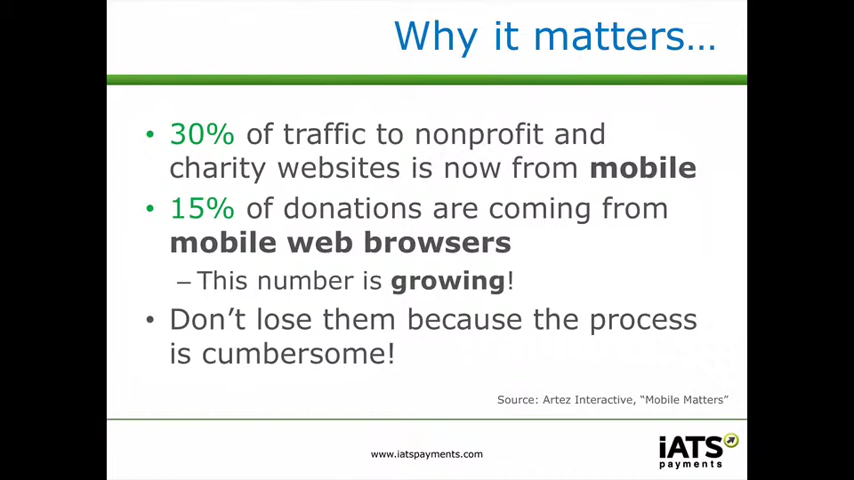 Why it matters...
• 30% of traffic to nonprofit and
charity websites is now from mobile
• 15% of donations are coming from
mobile web browsers
– This number is growing!
• Don’t lose them because the process
is cumbersome!
Source: Artez Interactive, “Mobile Matters”
www.iatspayments.com
iATS
payments